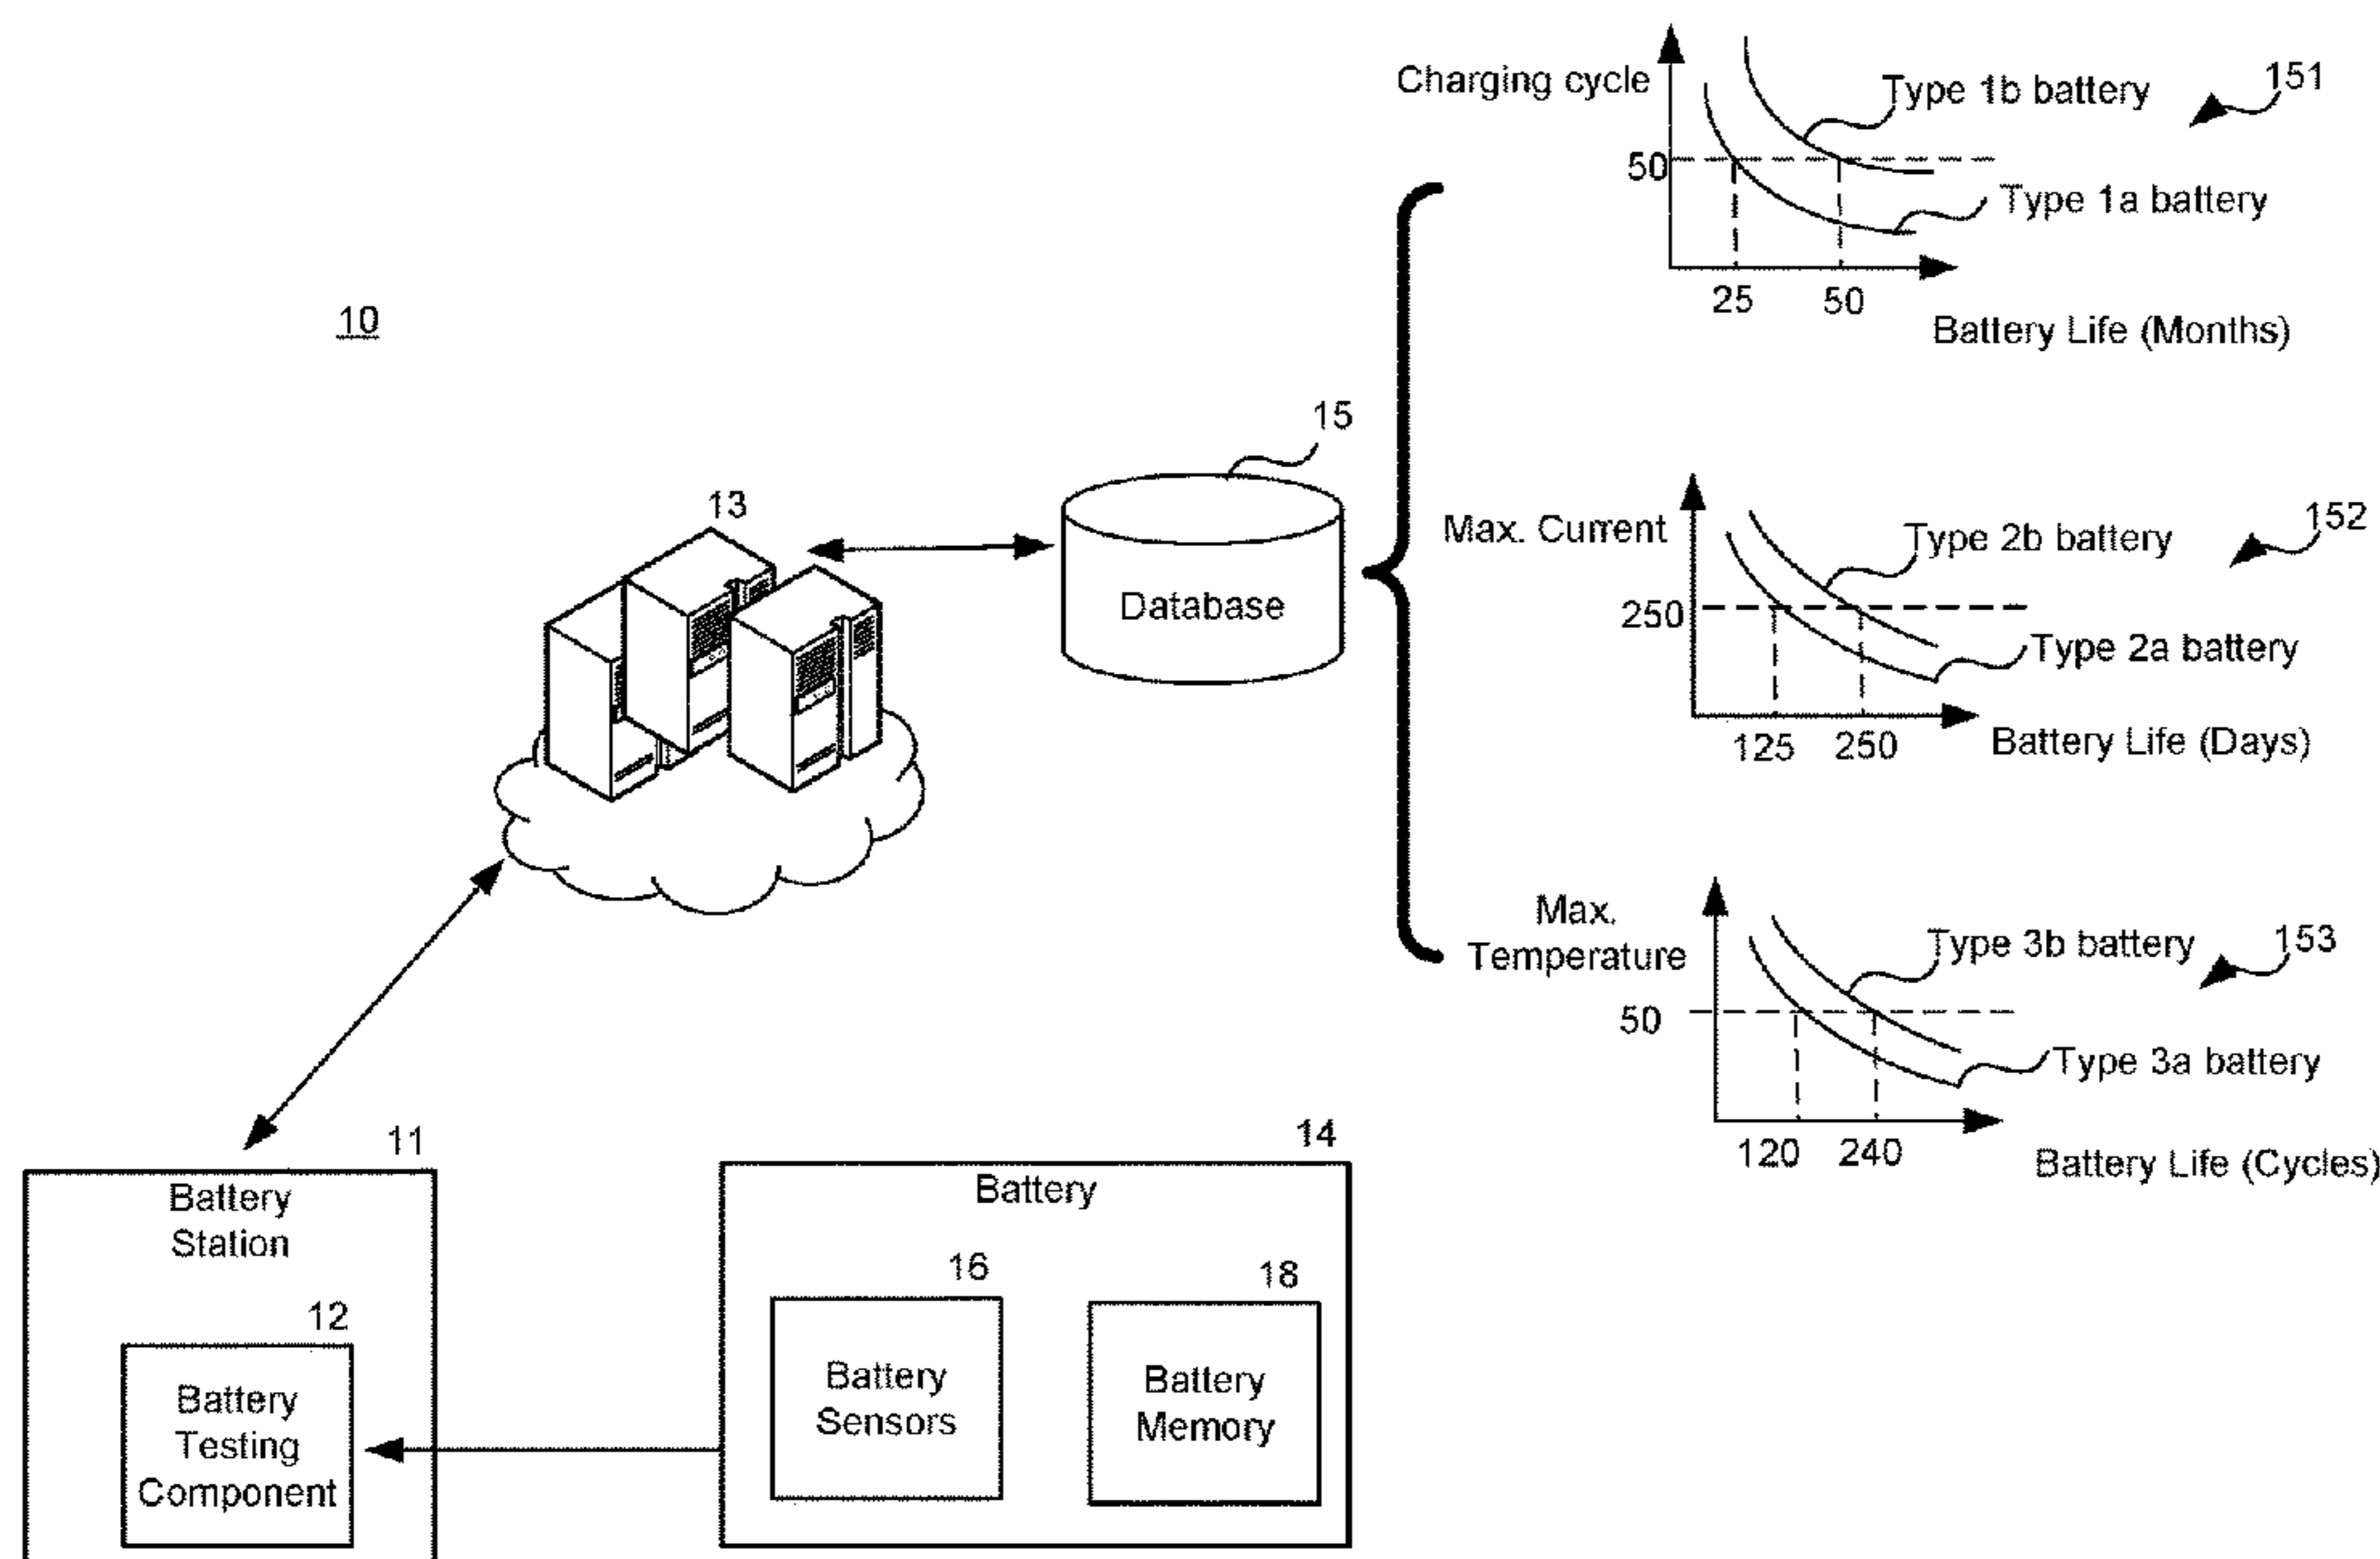 10
13
15
Database
Charging cycle
Type 1b battery
151
50
Type 1a battery
25
50
Battery Life (Months)
Max. Current
Type 2b battery
152
250
Type 2a battery
125
250
Battery Life (Days)
Max.
Temperature
Type 3b battery
153
50
Type 3a battery
120
240
Battery Life (Cycles)
11
Battery
Station
12
Battery
Testing
Component
14
Battery
16
Battery
Sensors
18
Battery
Memory